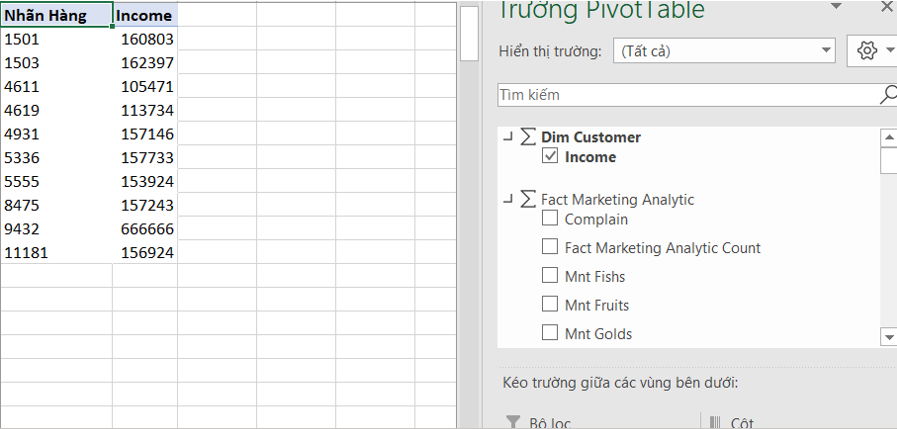 Nhãn Hàng Income
1501 160803
1503 162397
4611 105471
4619 113734
4931 157146
5336 157733
5555 153924
8475 157243
9432 666666
11181 156924
Trường PivotTable
Hiển thị trường: (Tất cả)
Tìm kiếm
Dim Customer
Income
Fact Marketing Analytic
Complain
Fact Marketing Analytic Count
Mnt Fishs
Mnt Fruits
Mnt Golds
Kéo trường giữa các vùng bên dưới:
Bộ lọc Cột